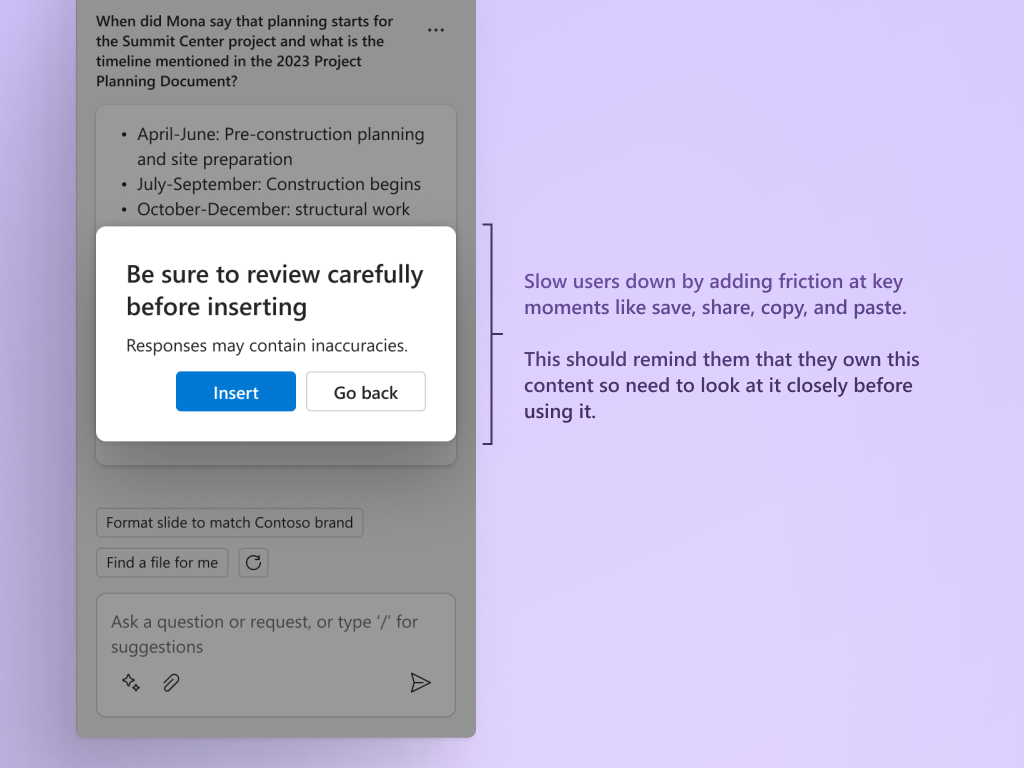 When did Mona say that planning starts for
the Summit Center project and what is the
timeline mentioned in the 2023 Project
Planning Document?
• April-June: Pre-construction planning
and site preparation
• July-September: Construction begins
• October-December: structural work
Be sure to review carefully
before inserting
Responses may contain inaccuracies.
Insert
Go back
Format slide to match Contoso brand
Find a file for me
Ask a question or request, or type ‘/’ for
suggestions
Slow users down by adding friction at key
moments like save, share, copy, and paste.
This should remind them that they own this
content so need to look at it closely before
using it.